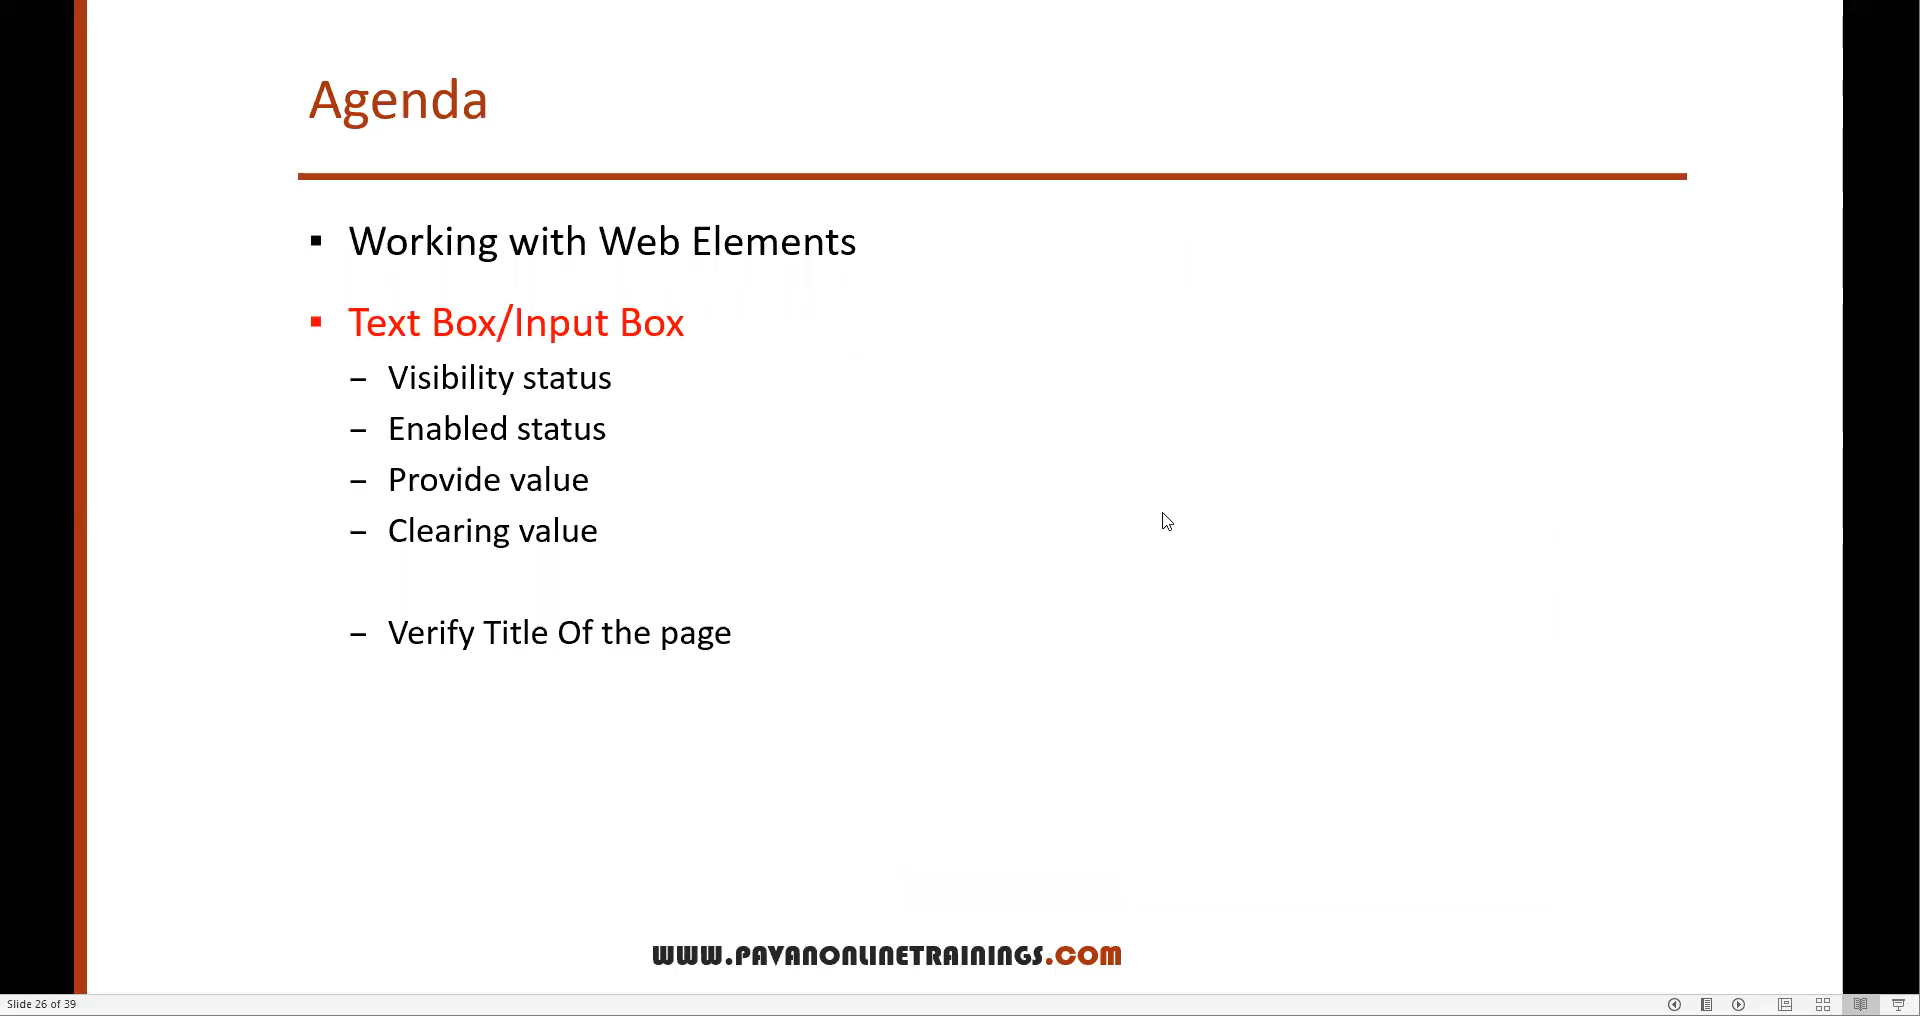 Agenda
▪ Working with Web Elements
▪ Text Box/Input Box
– Visibility status
– Enabled status
– Provide value
– Clearing value
– Verify Title Of the page
WWW.PAVANONLINETRAININGS.COM
Slide 26 of 39